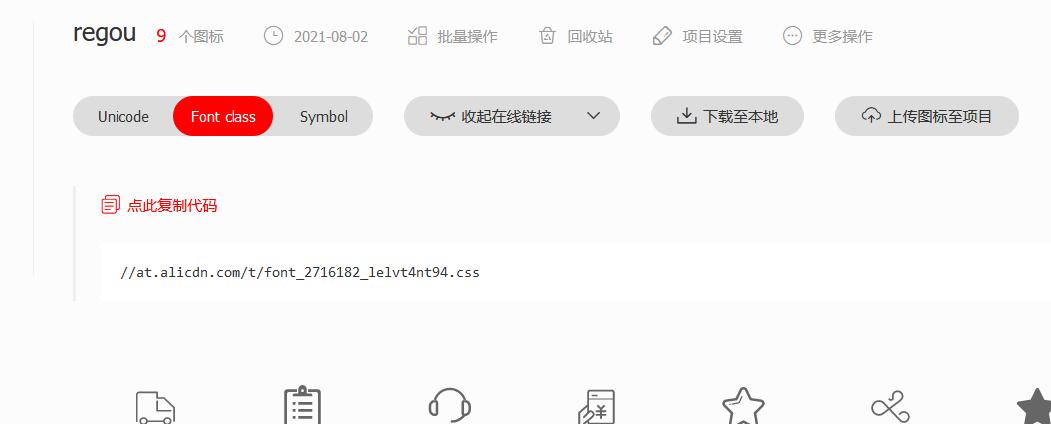 regou 9 个图标 2021-08-02 批量操作 回收站 项目设置 更多操作
Unicode Font class Symbol 收起在线链接 下载至本地 上传图标至项目
点此复制代码
//at.alicdn.com/t/font_2716182_lelvt4nt94.css